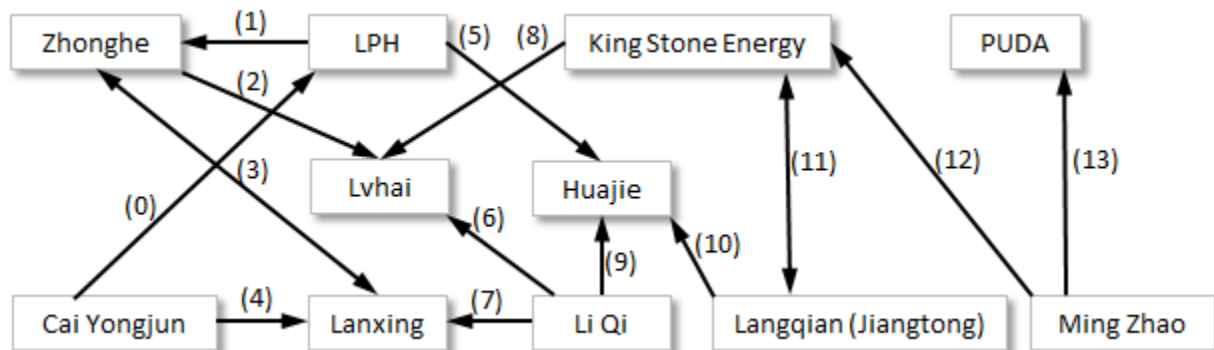 Zhonghe
(1)
LPH
(5)
(8)
King Stone Energy
PUDA
(2)
(3)
Lvhai
Huajie
(11)
(12)
(13)
(0)
(6)
(9)
(10)
Cai Yongjun
(4)
Lanxing
(7)
Li Qi
Langqian (Jiangtong)
Ming Zhao